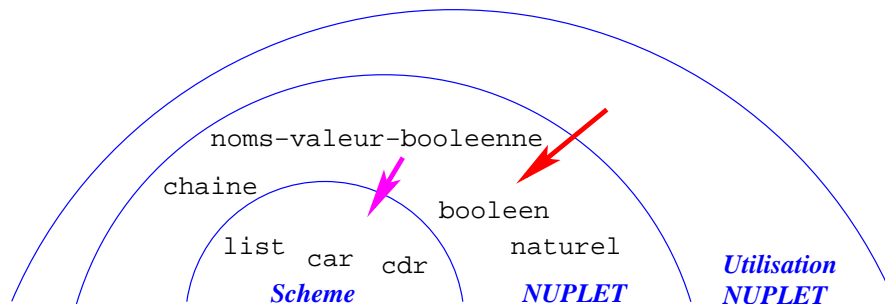 noms-valeur-booleenne
chaine
booleen
list car cdr
naturel
Scheme
NUPLET
Utilisation
NUPLET